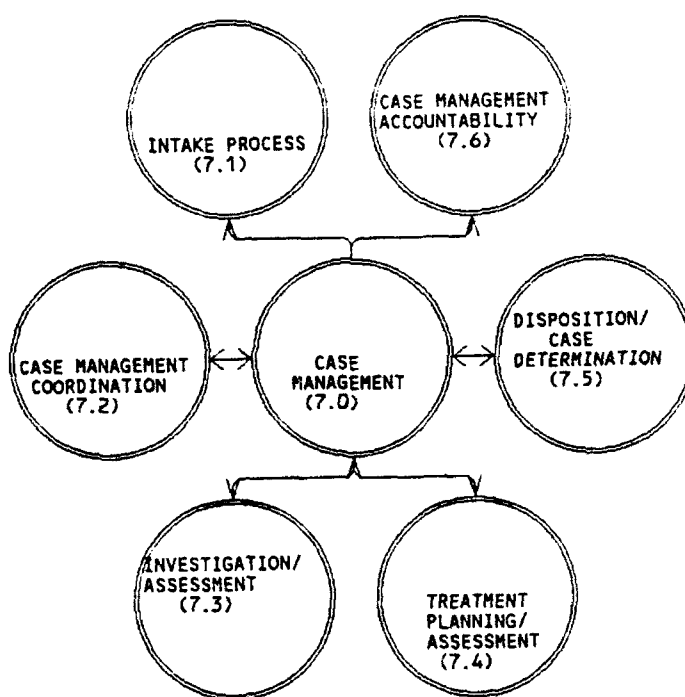 INTAKE PROCESS
(7.1)
CASE MANAGEMENT
ACCOUNTABILITY
(7.6)
CASE MANAGEMENT
COORDINATION
(7.2)
CASE
MANAGEMENT
(7.0)
DISPOSITION/
CASE
DETERMINATION
(7.5)
INVESTIGATION/
ASSESSMENT
(7.3)
TREATMENT
PLANNING/
ASSESSMENT
(7.4)